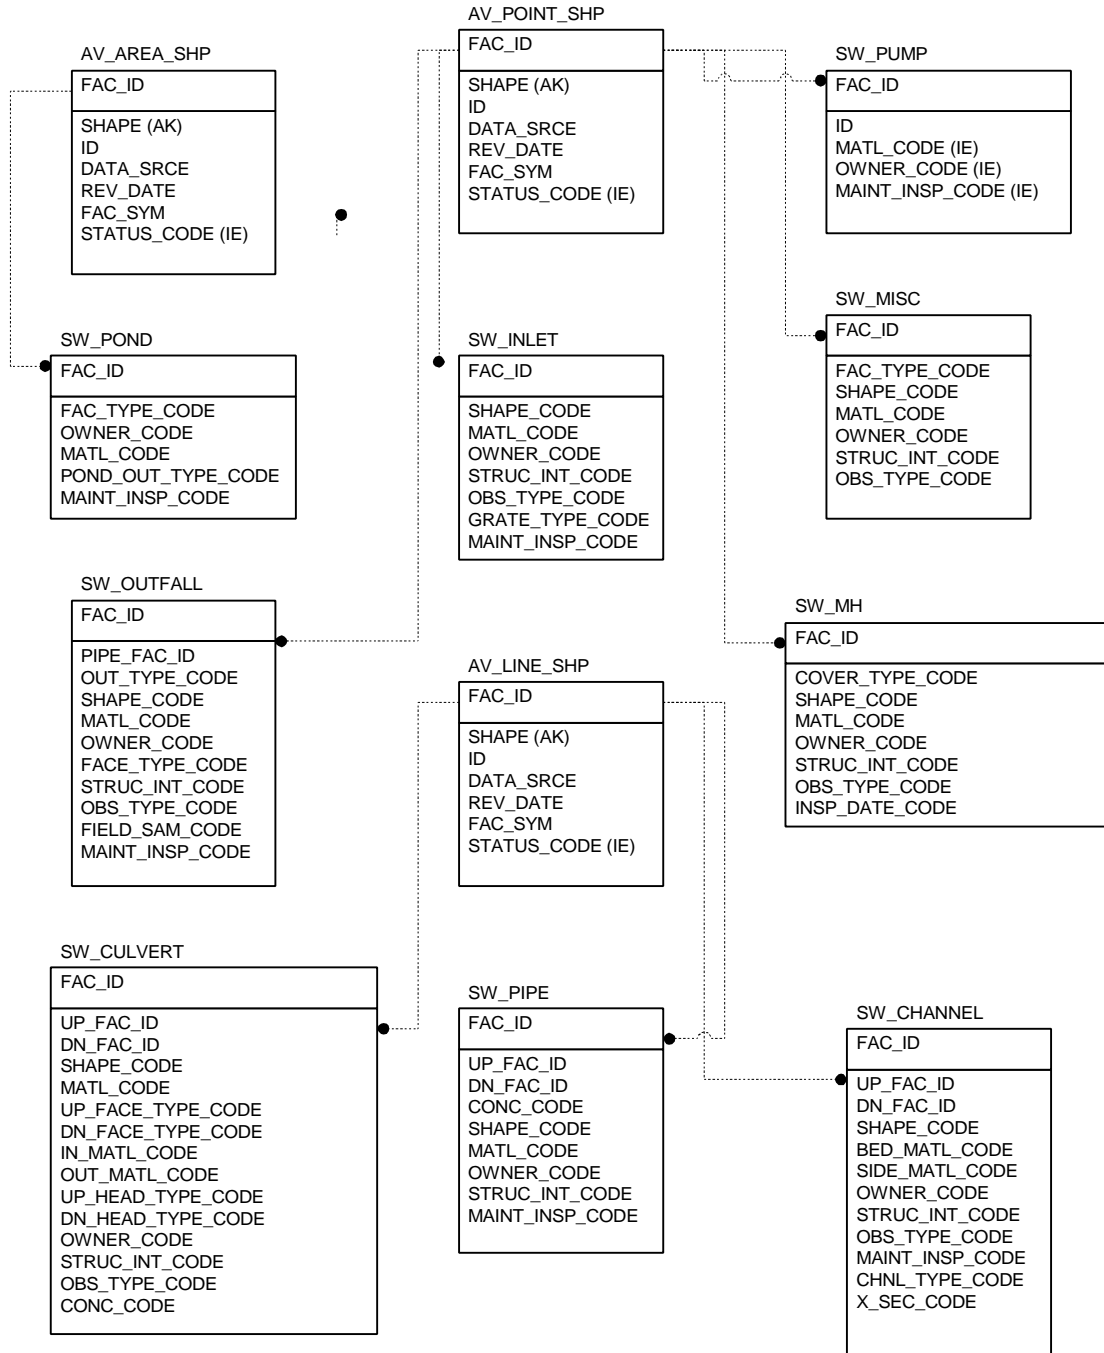 AV_AREA_SHP
FAC_ID
SHAPE (AK)
ID
DATA_SRCE
REV_DATE
FAC_SYM
STATUS_CODE (IE)
AV_POINT_SHP
FAC_ID
SHAPE (AK)
ID
DATA_SRCE
REV_DATE
FAC_SYM
STATUS_CODE (IE)
SW_PUMP
FAC_ID
ID
MATL_CODE (IE)
OWNER_CODE (IE)
MAINT_INSP_CODE (IE)
SW_POND
FAC_ID
FAC_TYPE_CODE
OWNER_CODE
MATL_CODE
POND_OUT_TYPE_CODE
MAINT_INSP_CODE
SW_INLET
FAC_ID
SHAPE_CODE
MATL_CODE
OWNER_CODE
STRUC_INT_CODE
OBS_TYPE_CODE
GRATE_TYPE_CODE
MAINT_INSP_CODE
SW_MISC
FAC_ID
FAC_TYPE_CODE
SHAPE_CODE
MATL_CODE
OWNER_CODE
STRUC_INT_CODE
OBS_TYPE_CODE
SW_OUTFALL
FAC_ID
PIPE_FAC_ID
OUT_TYPE_CODE
SHAPE_CODE
MATL_CODE
OWNER_CODE
FACE_TYPE_CODE
STRUC_INT_CODE
OBS_TYPE_CODE
FIELD_SAM_CODE
MAINT_INSP_CODE
AV_LINE_SHP
FAC_ID
SHAPE (AK)
ID
DATA_SRCE
REV_DATE
FAC_SYM
STATUS_CODE (IE)
SW_MH
FAC_ID
COVER_TYPE_CODE
SHAPE_CODE
MATL_CODE
OWNER_CODE
STRUC_INT_CODE
OBS_TYPE_CODE
INSP_DATE_CODE
SW_CULVERT
FAC_ID
UP_FAC_ID
DN_FAC_ID
SHAPE_CODE
MATL_CODE
UP_FACE_TYPE_CODE
DN_FACE_TYPE_CODE
IN_MATL_CODE
OUT_MATL_CODE
UP_HEAD_TYPE_CODE
DN_HEAD_TYPE_CODE
OWNER_CODE
STRUC_INT_CODE
OBS_TYPE_CODE
CONC_CODE
SW_PIPE
FAC_ID
UP_FAC_ID
DN_FAC_ID
CONC_CODE
SHAPE_CODE
MATL_CODE
OWNER_CODE
STRUC_INT_CODE
MAINT_INSP_CODE
SW_CHANNEL
FAC_ID
UP_FAC_ID
DN_FAC_ID
SHAPE_CODE
BED_MATL_CODE
SIDE_MATL_CODE
OWNER_CODE
STRUC_INT_CODE
OBS_TYPE_CODE
MAINT_INSP_CODE
CHNL_TYPE_CODE
X_SEC_CODE